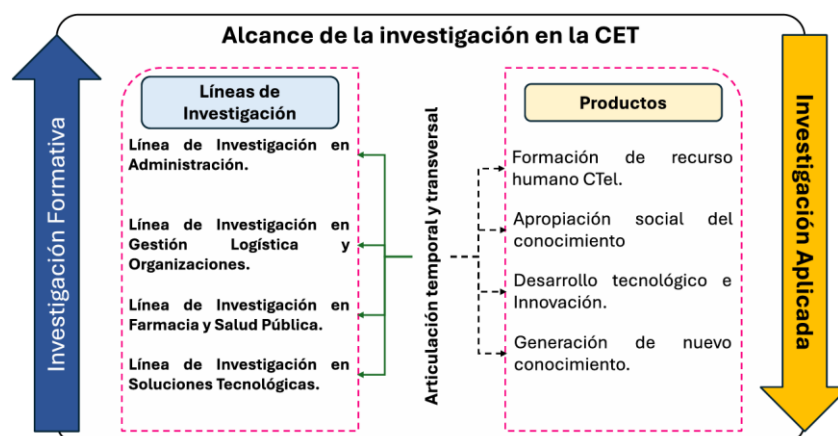 Alcance de la investigación en la CET
Investigación Formativa
Líneas de
Investigación
Línea de Investigación en
Administración.
Línea de Investigación en
Gestión Logística y
Organizaciones.
Línea de Investigación en
Farmacia y Salud Pública.
Línea de Investigación en
Soluciones Tecnológicas.
Articulación temporal y transversal
Productos
Formación de recurso
humano CTel.
Apropiación social del
conocimiento
Desarrollo tecnológico e
Innovación.
Generación de nuevo
conocimiento.
Investigación Aplicada